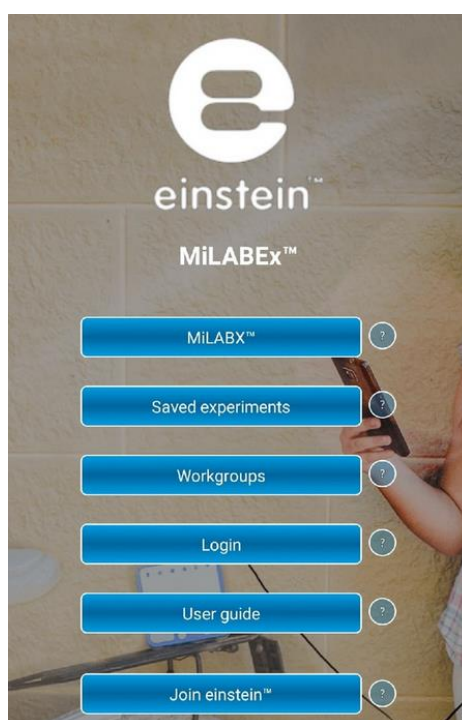 einstein™
MiLABEx™
MiLABX™
?
Saved experiments
?
Workgroups
?
Login
?
User guide
?
Join einstein™
?